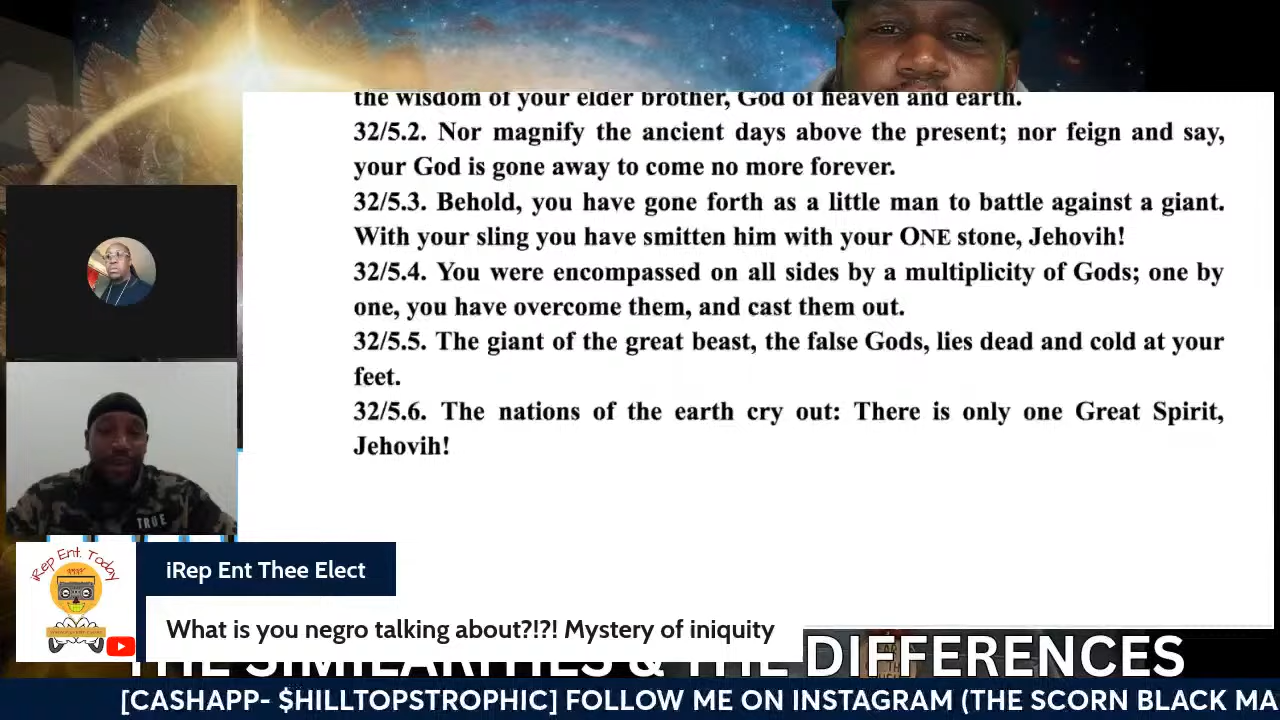 the wisdom of your elder brother, God of heaven and earth.
32/5.2. Nor magnify the ancient days above the present; nor feign and say,
your God is gone away to come no more forever.
32/5.3. Behold, you have gone forth as a little man to battle against a giant.
With your sling you have smitten him with your ONE stone, Jehovih!
32/5.4. You were encompassed on all sides by a multiplicity of Gods; one by
one, you have overcome them, and cast them out.
32/5.5. The giant of the great beast, the false Gods, lies dead and cold at your
feet.
32/5.6. The nations of the earth cry out: There is only one Great Spirit,
Jehovih!
TRUE
iRep Ent. Today
iRep Ent Thee Elect
What is you negro talking about?!?! Mystery of iniquity
THE SIMILARITIES & THE DIFFERENCES
[CASHAPP- $HILLTOPSTROPHIC] FOLLOW ME ON INSTAGRAM (THE SCORN BLACK MA